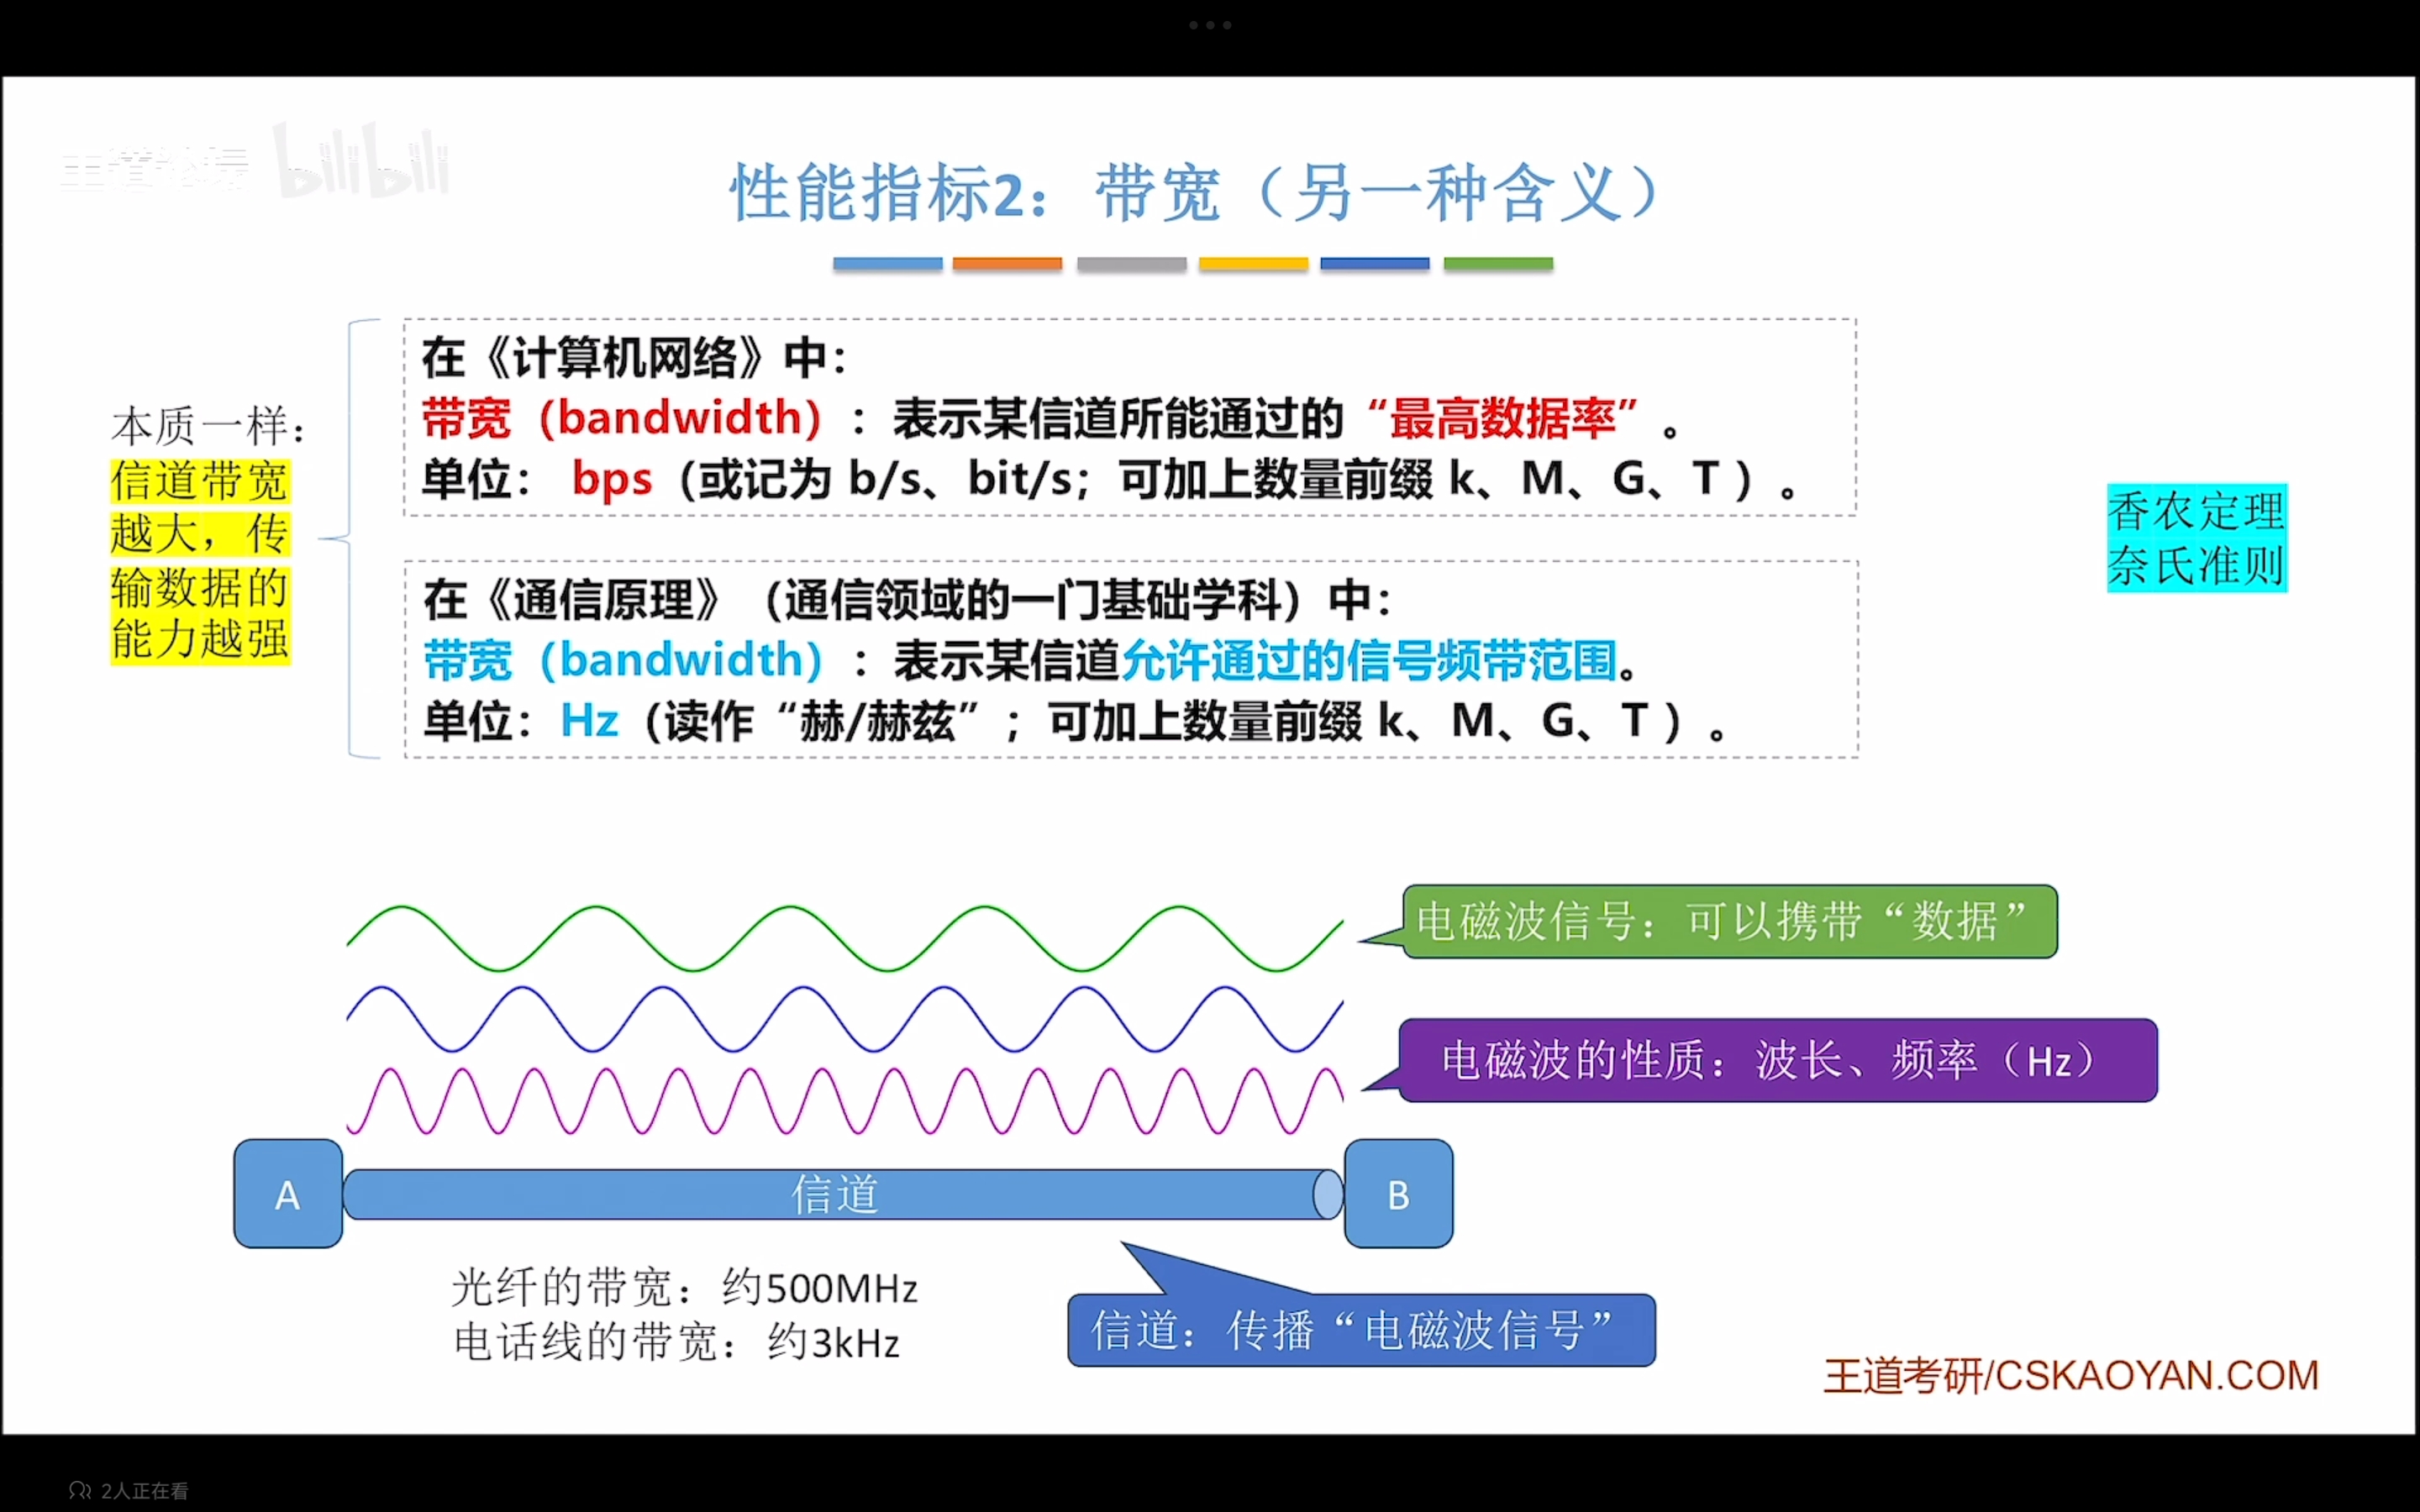 王道论坛 bilibili
性能指标2：带宽（另一种含义）
在《计算机网络》中：
带宽（bandwidth）：表示某信道所能通过的“最高数据率”。
单位： bps（或记为 b/s、bit/s；可加上数量前缀 k、M、G、T ）。
本质一样：
信道带宽
越大，传
输数据的
能力越强
香农定理
奈氏准则
在《通信原理》（通信领域的一门基础学科）中：
带宽（bandwidth）：表示某信道允许通过的信号频带范围。
单位：Hz（读作“赫/赫兹”；可加上数量前缀 k、M、G、T ）。
电磁波信号：可以携带“数据”
电磁波的性质：波长、频率（Hz）
A
信道
B
光纤的带宽：约500MHz
电话线的带宽：约3kHz
信道：传播“电磁波信号”
王道考研/CSKAOYAN.COM
2人正在看